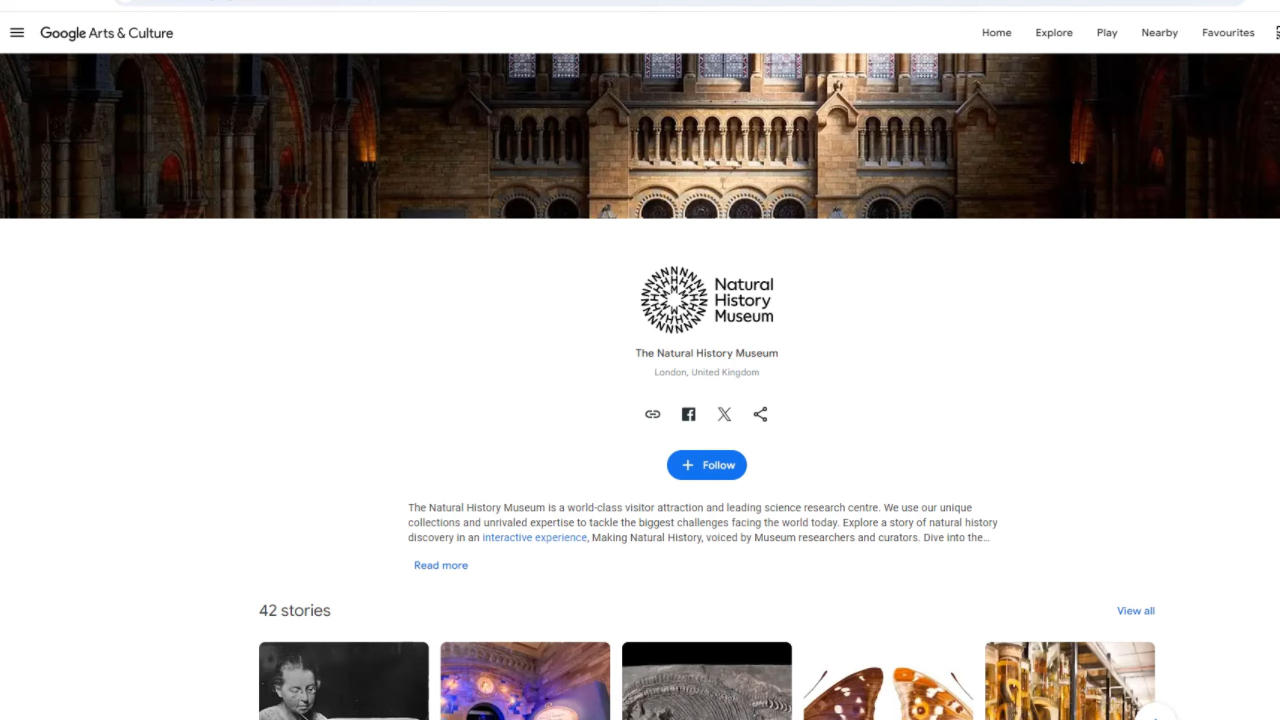 Google Arts & Culture
Home
Explore
Play
Nearby
Favourites
Natural
History
Museum
The Natural History Museum
London, United Kingdom
+ Follow
The Natural History Museum is a world-class visitor attraction and leading science research centre. We use our unique
collections and unrivaled expertise to tackle the biggest challenges facing the world today. Explore a story of natural history
discovery in an interactive experience, Making Natural History, voiced by Museum researchers and curators. Dive into the…
Read more
42 stories
View all